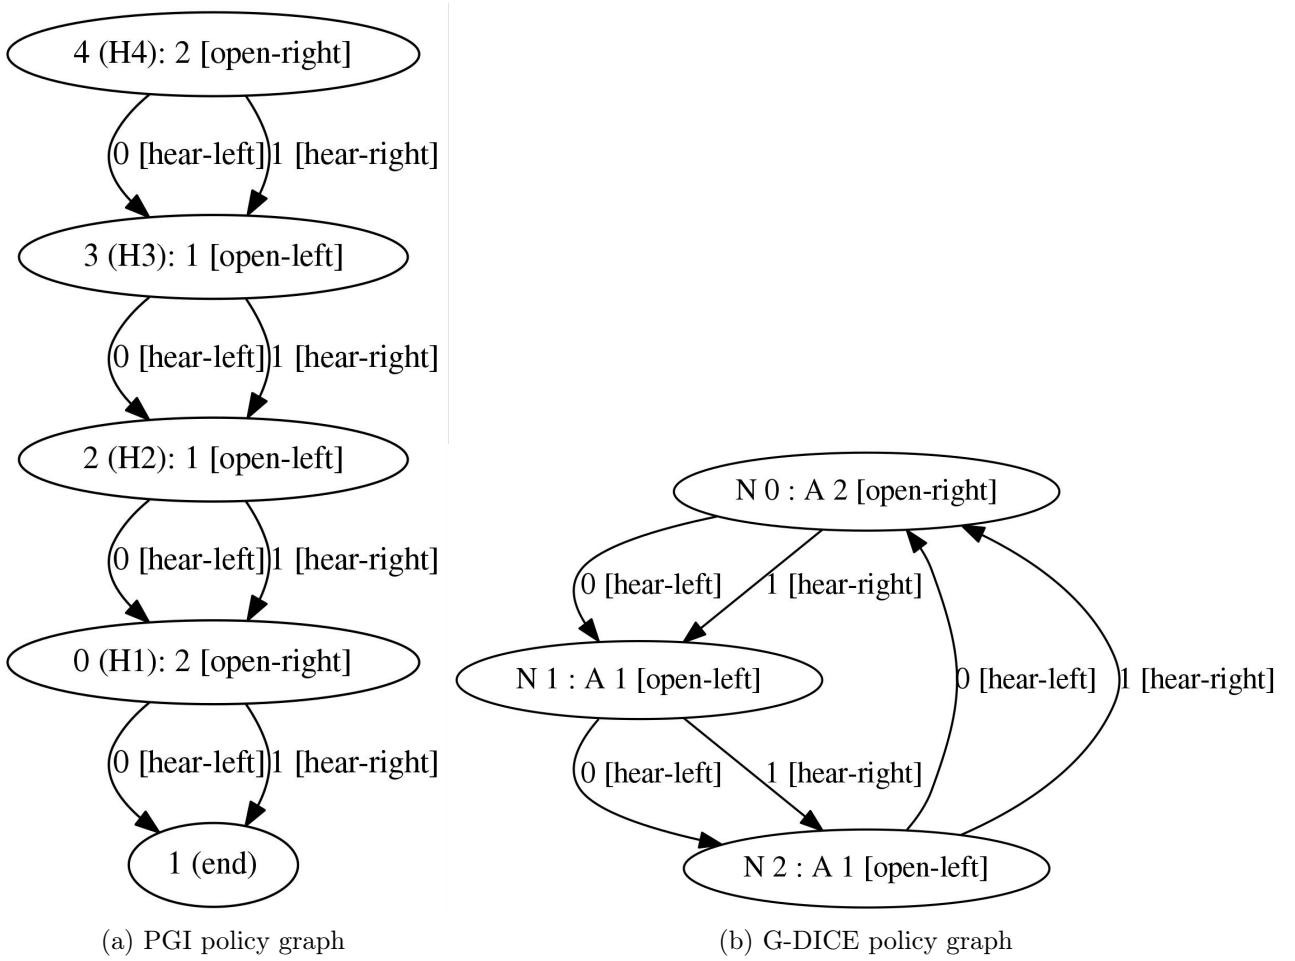 4 (H4): 2 [open-right]
0 [hear-left]
1 [hear-right]
3 (H3): 1 [open-left]
0 [hear-left]
1 [hear-right]
2 (H2): 1 [open-left]
0 [hear-left]
1 [hear-right]
0 (H1): 2 [open-right]
0 [hear-left]
1 [hear-right]
1 (end)
(a) PGI policy graph
N 0 : A 2 [open-right]
0 [hear-left]
1 [hear-right]
N 1 : A 1 [open-left]
0 [hear-left]
1 [hear-right]
0 [hear-left]
1 [hear-right]
N 2 : A 1 [open-left]
(b) G-DICE policy graph